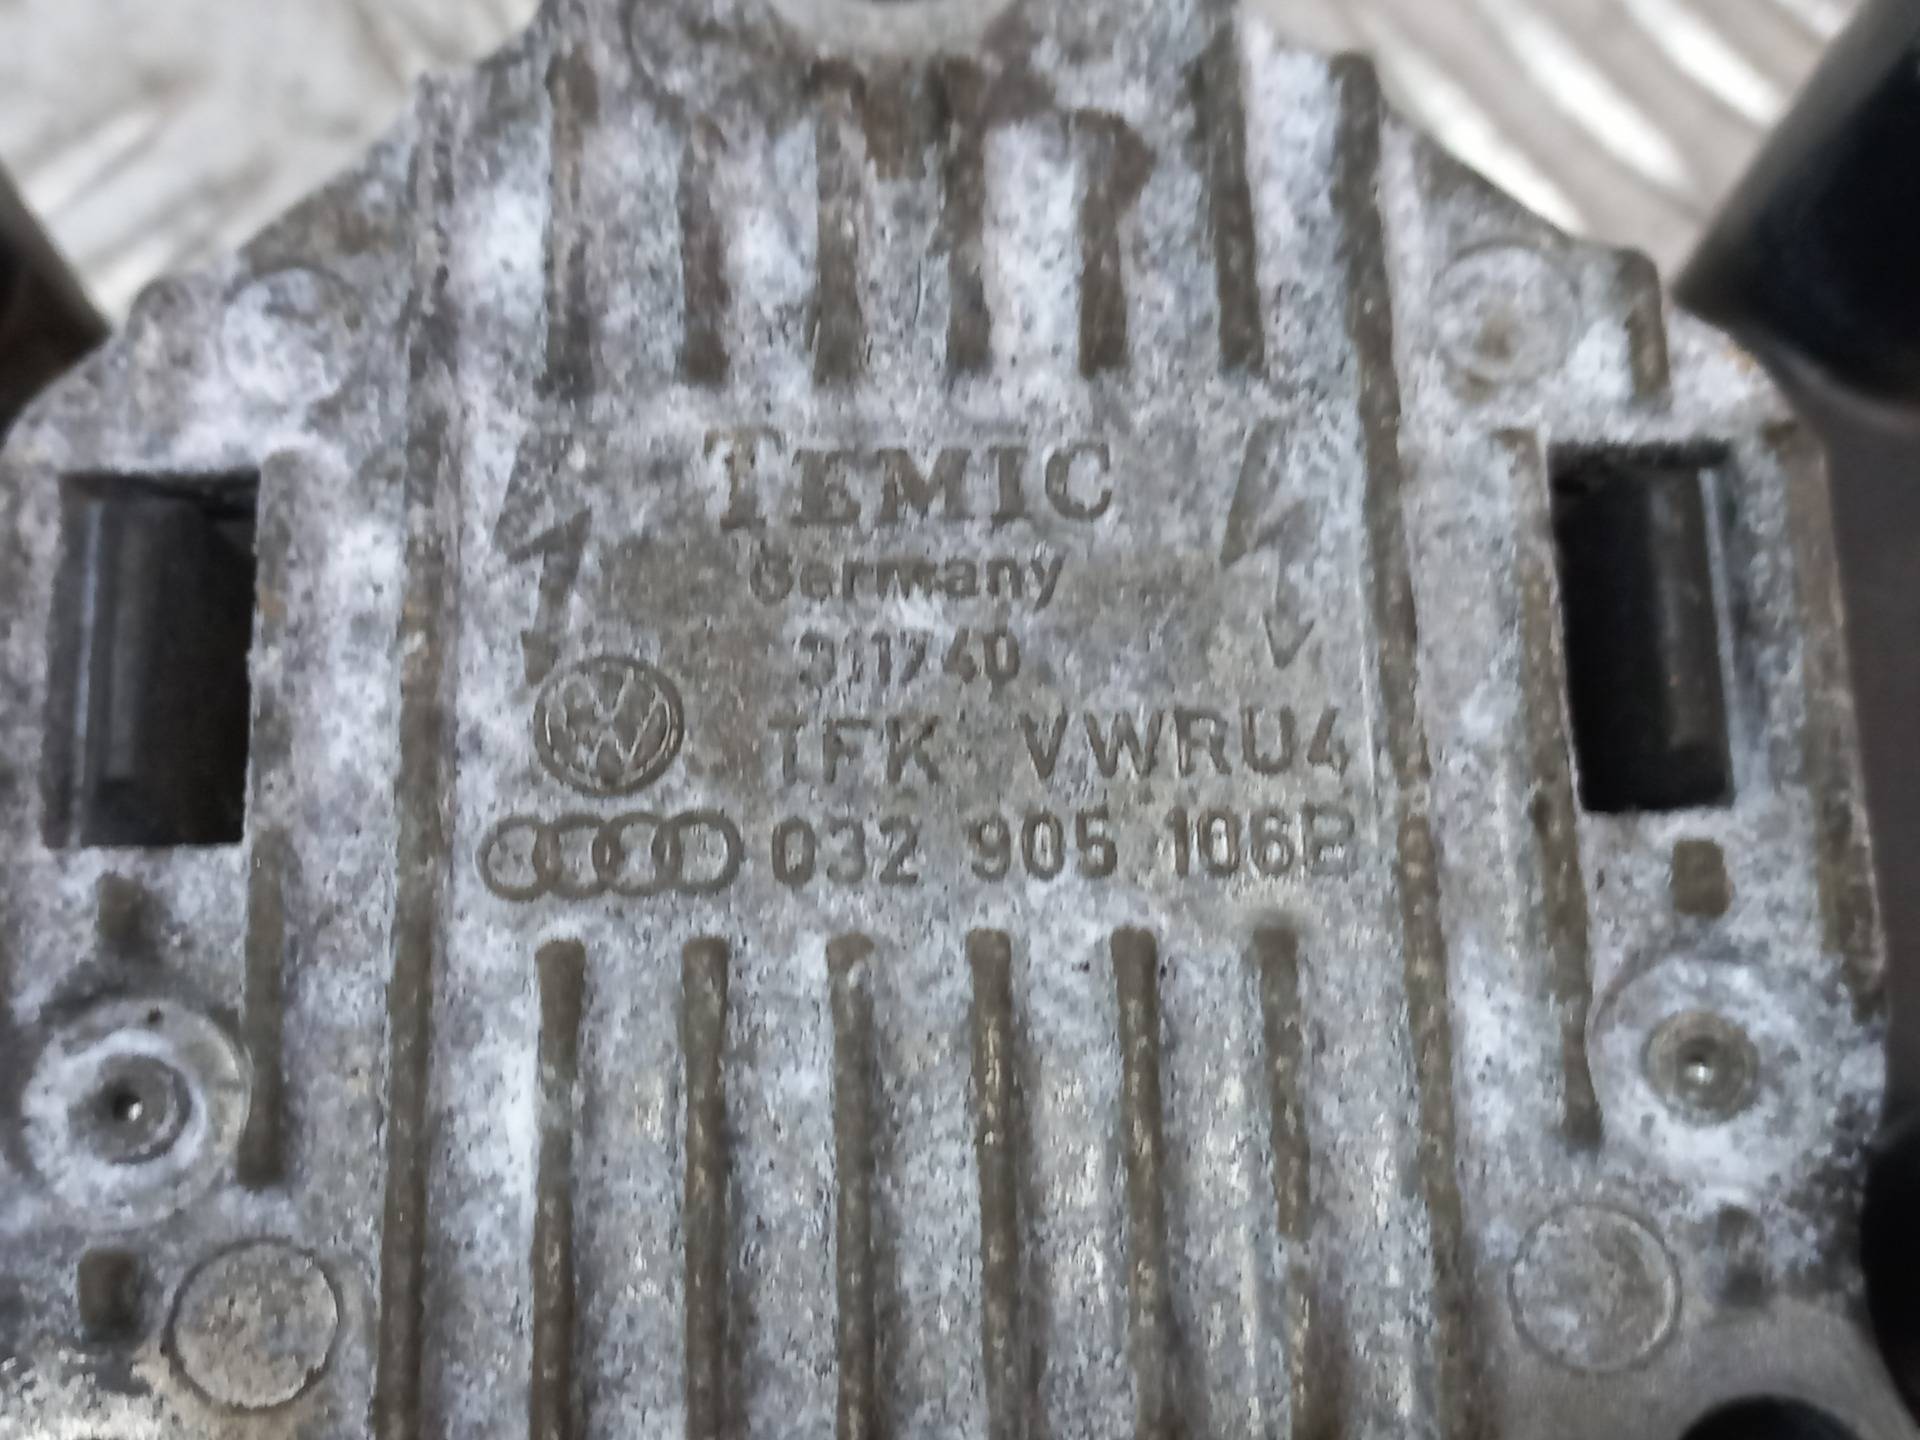 TEMIC
Germany
TFK VWRU4
032 905 106B